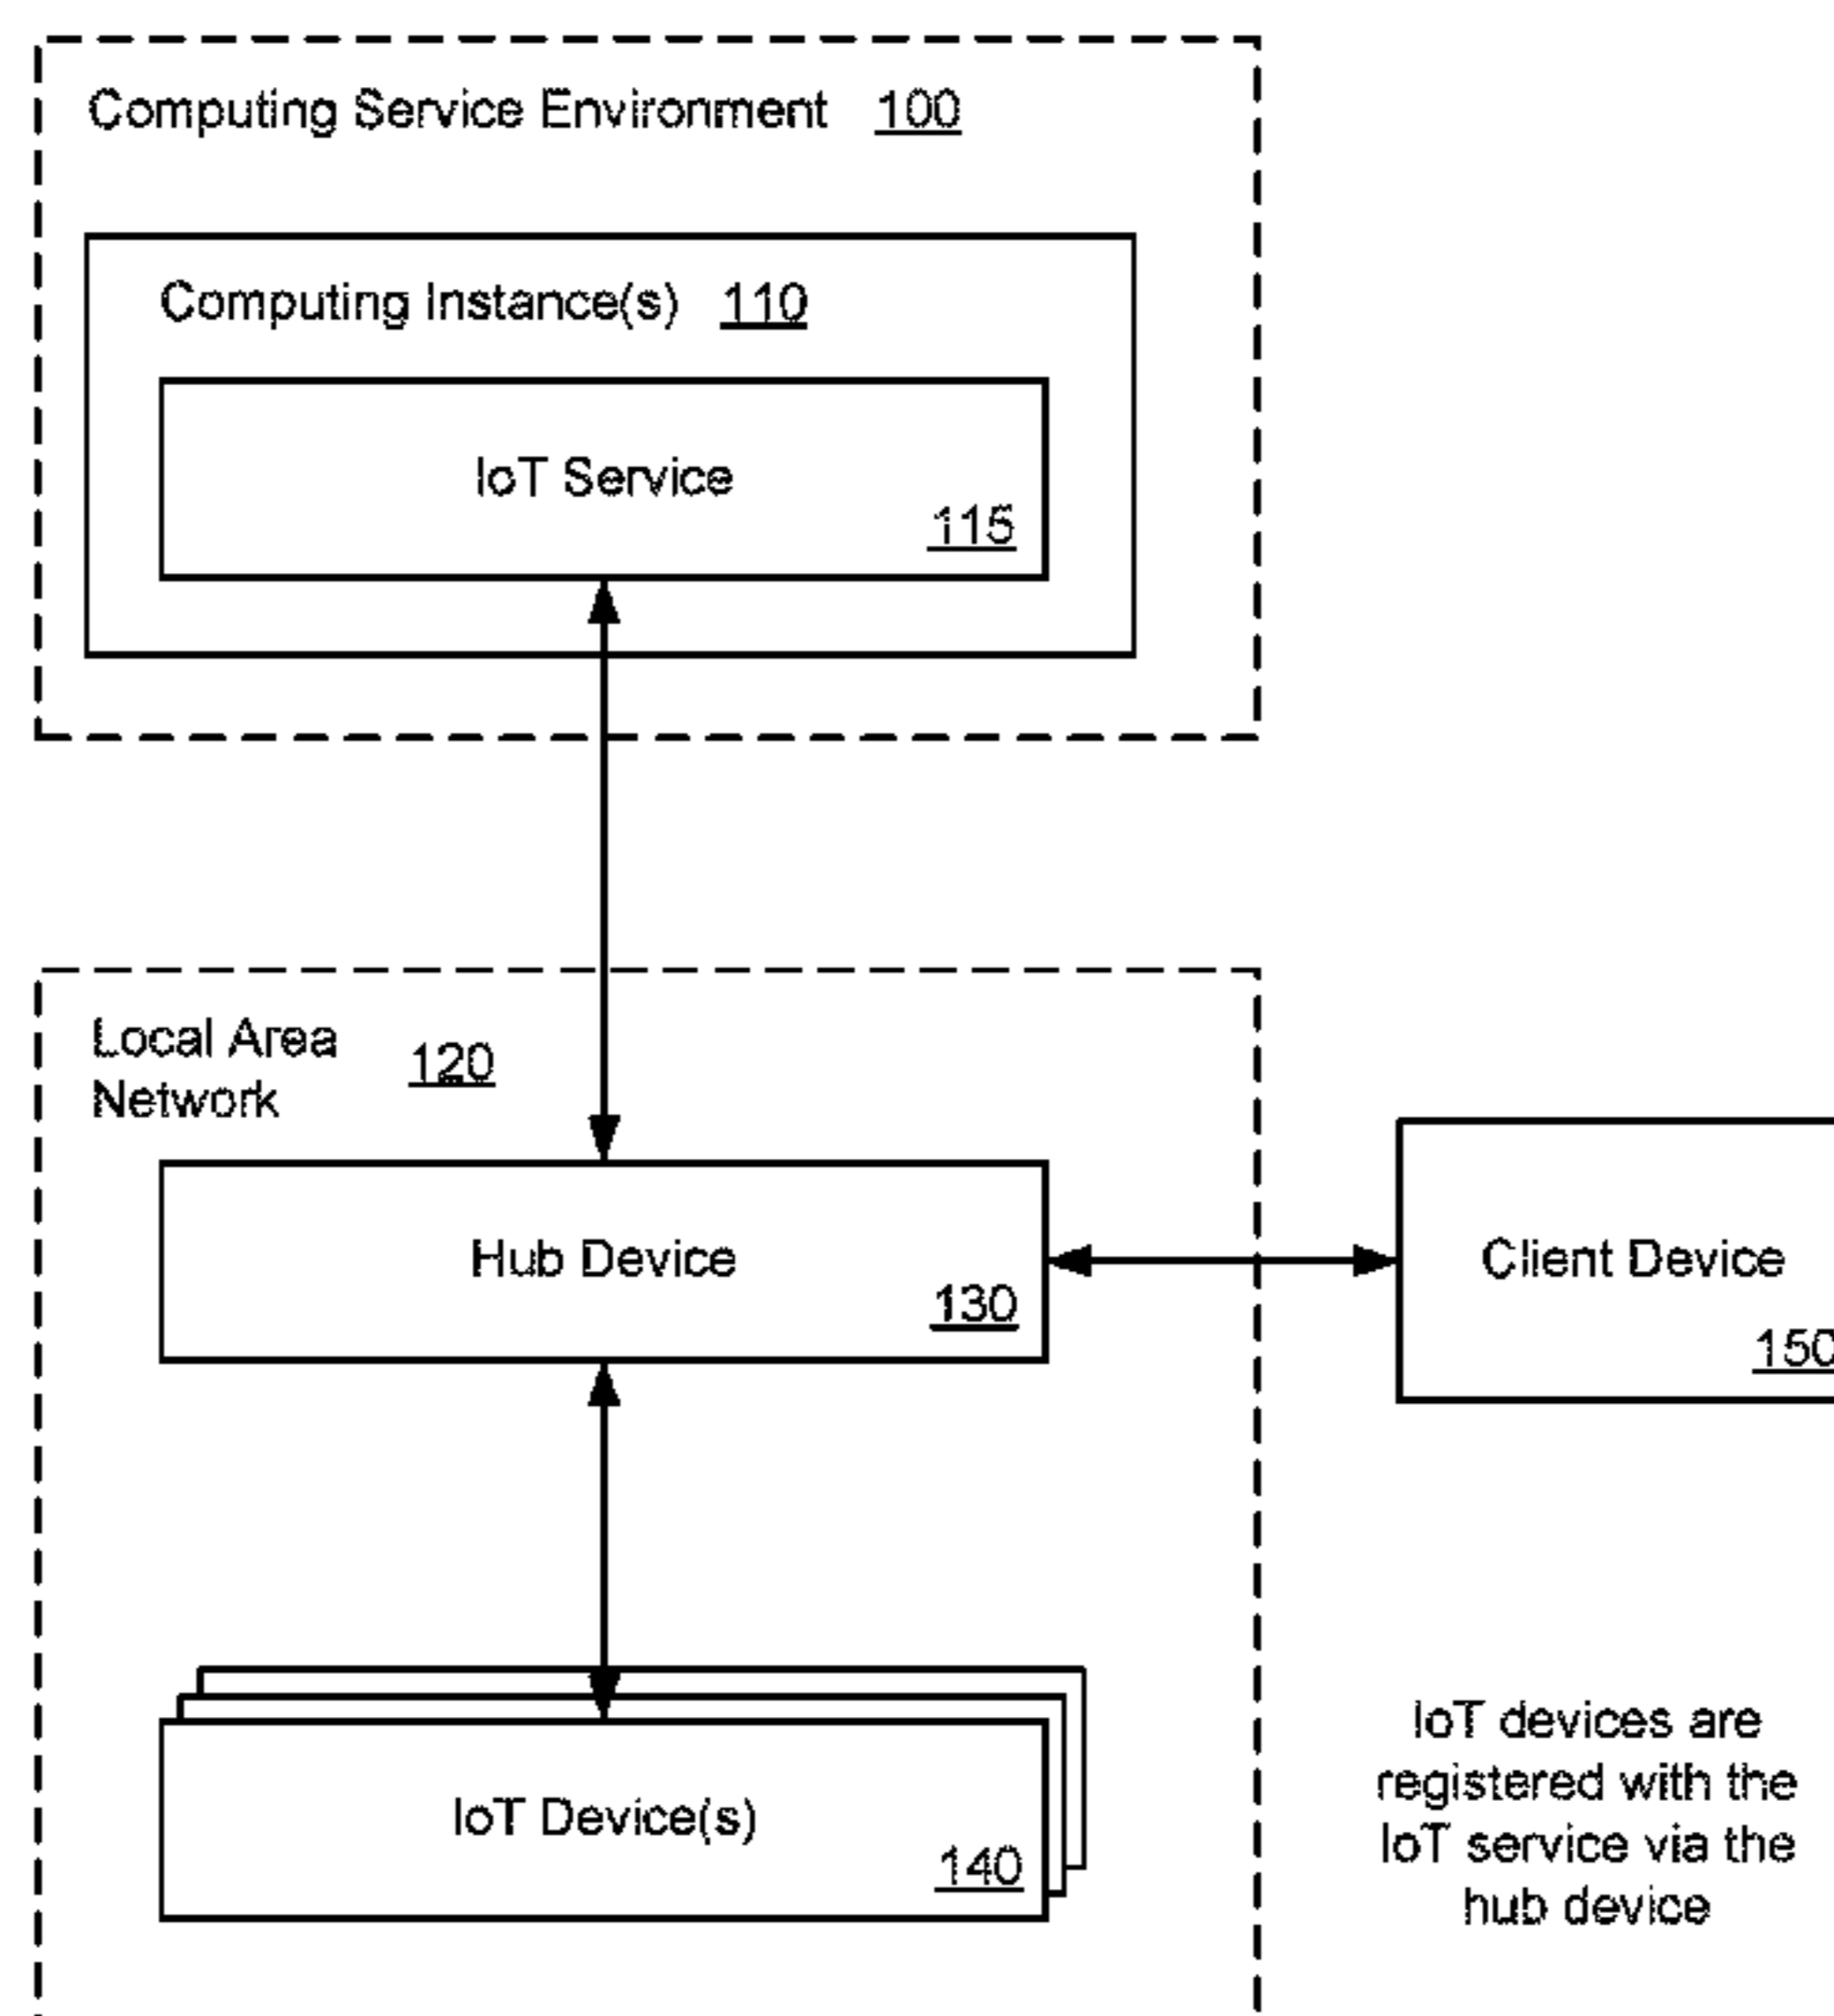 Computing Service Environment 100
Computing Instance(s) 110
IoT Service
115
Local Area
Network
120
Hub Device
130
Client Device
150
IoT Device(s)
140
IoT devices are
registered with the
IoT service via the
hub device